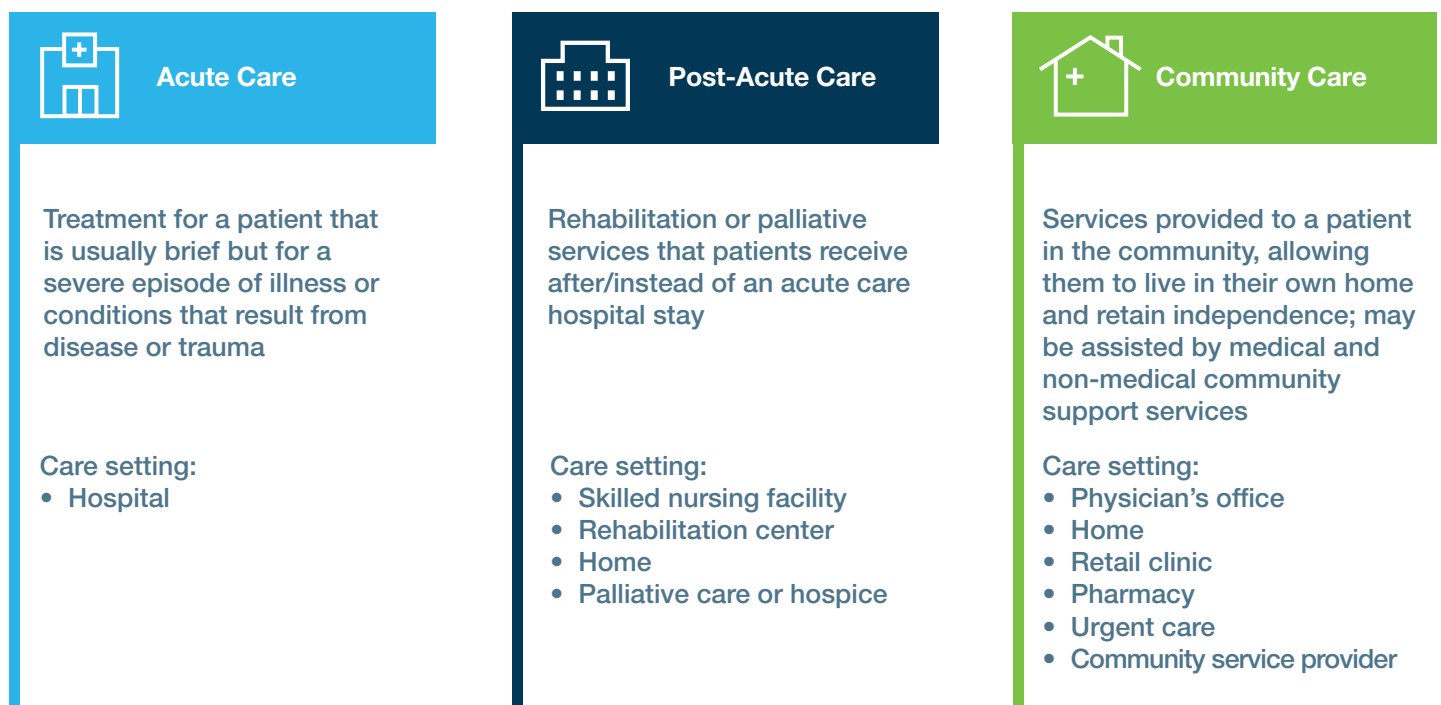 Acute Care
Treatment for a patient that
is usually brief but for a
severe episode of illness or
conditions that result from
disease or trauma
Care setting:
• Hospital
Post-Acute Care
Rehabilitation or palliative
services that patients receive
after/instead of an acute care
hospital stay
Care setting:
• Skilled nursing facility
• Rehabilitation center
• Home
• Palliative care or hospice
Community Care
Services provided to a patient
in the community, allowing
them to live in their own home
and retain independence; may
be assisted by medical and
non-medical community
support services
Care setting:
• Physician’s office
• Home
• Retail clinic
• Pharmacy
• Urgent care
• Community service provider